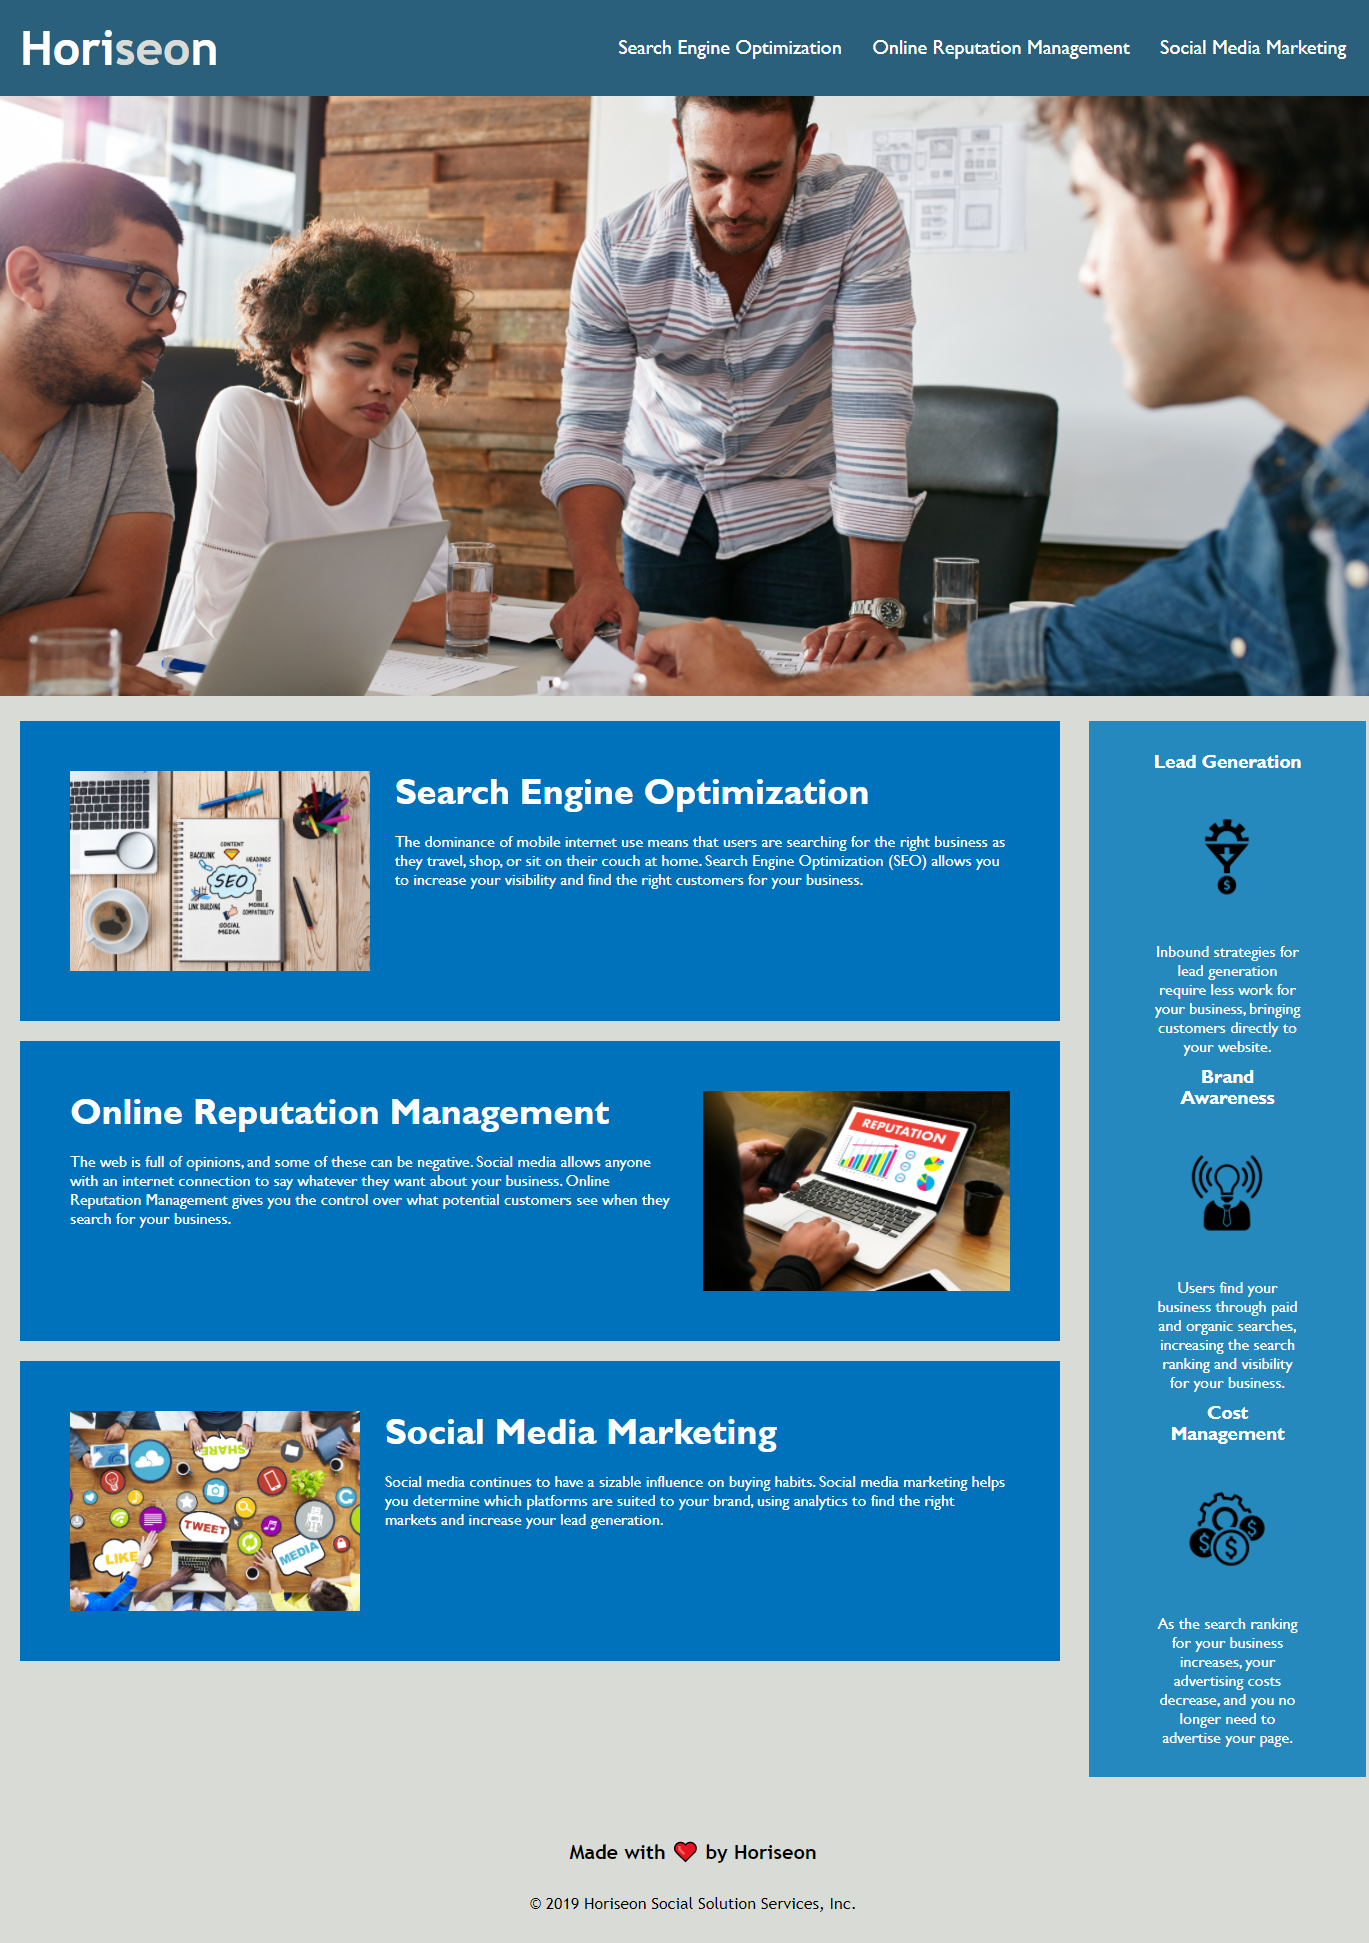 Horiseon
Search Engine Optimization
Online Reputation Management
Social Media Marketing
CONTENT
BACKLINK
HEADINGS
SEO
LINK BUILDING
MOBILE
COMPATIBILITY
SOCIAL
MEDIA
Search Engine Optimization
The dominance of mobile internet use means that users are searching for the right business as
they travel, shop, or sit on their couch at home. Search Engine Optimization (SEO) allows you
to increase your visibility and find the right customers for your business.
Online Reputation Management
The web is full of opinions, and some of these can be negative. Social media allows anyone
with an internet connection to say whatever they want about your business. Online
Reputation Management gives you the control over what potential customers see when they
search for your business.
REPUTATION
SHARE
TWEET
LIKE
MEDIA
Social Media Marketing
Social media continues to have a sizable influence on buying habits. Social media marketing helps
you determine which platforms are suited to your brand, using analytics to find the right
markets and increase your lead generation.
Lead Generation
$
Inbound strategies for
lead generation
require less work for
your business, bringing
customers directly to
your website.
Brand
Awareness
Users find your
business through paid
and organic searches,
increasing the search
ranking and visibility
for your business.
Cost
Management
$ $ $
As the search ranking
for your business
increases, your
advertising costs
decrease, and you no
longer need to
advertise your page.
Made with ❤️ by Horiseon
© 2019 Horiseon Social Solution Services, Inc.